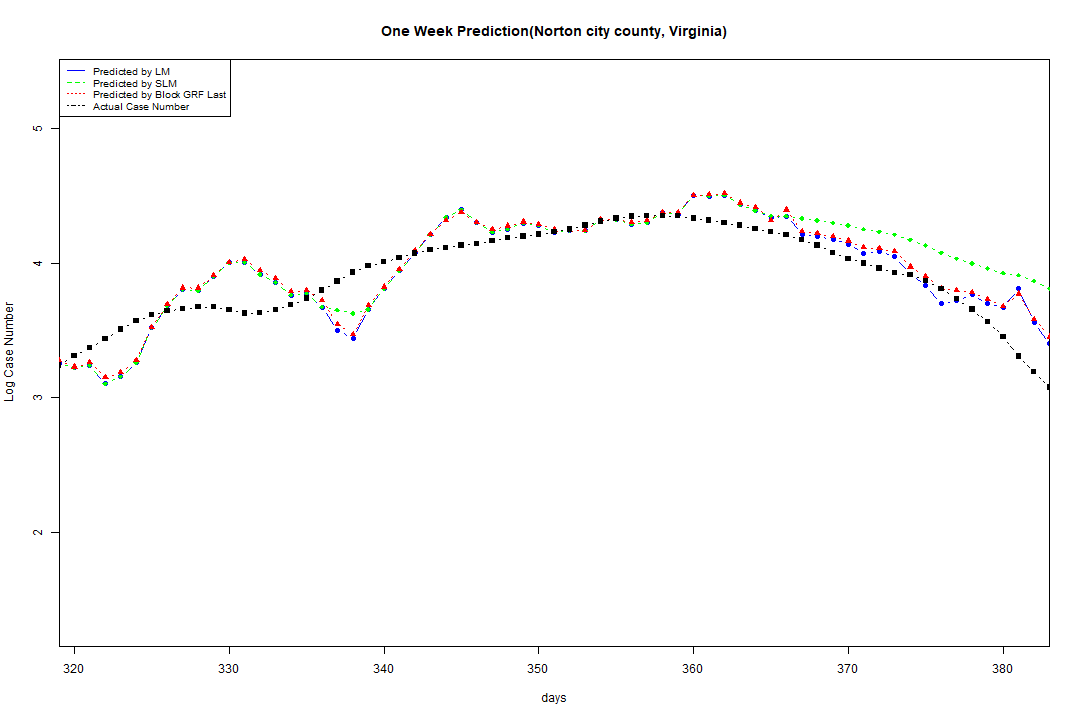 One Week Prediction(Norton city county, Virginia)
Predicted by LM
Predicted by SLM
Predicted by Block GRF Last
Actual Case Number
5
4
3
2
Log Case Number
320 330 340 350 360 370 380
days